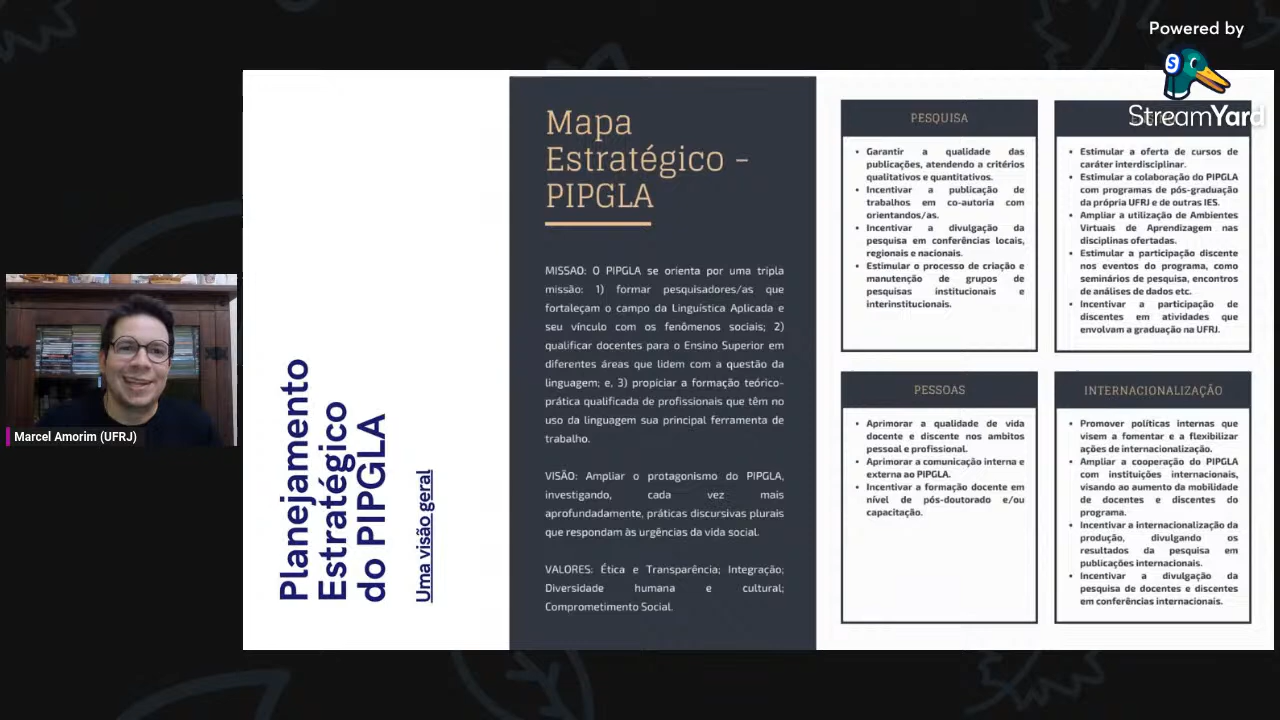 Powered by
StreamYard
Planejamento
Estratégico
do PIPGLA
Uma visão geral
Mapa
Estratégico –
PIPGLA
MISSAO: O PIPGLA se orienta por uma tripla
missão: 1) formar pesquisadores/as que
fortaleçam o campo da Linguística Aplicada e
seu vínculo com os fenômenos sociais; 2)
qualificar docentes para o Ensino Superior em
diferentes áreas que lidem com a questão da
linguagem; e, 3) propiciar a formação teórico-
prática qualificada de profissionais que têm no
uso da linguagem sua principal ferramenta de
trabalho.
VISÃO: Ampliar o protagonismo do PIPGLA,
investigando, cada vez mais
aprofundadamente, práticas discursivas plurais
que respondam às urgências da vida social.
VALORES: Ética e Transparência; Integração;
Diversidade humana e cultural;
Comprometimento Social.
PESQUISA
• Garantir a qualidade das
publicações, atendendo a critérios
qualitativos e quantitativos.
• Incentivar a publicação de
trabalhos em co-autoria com
orientandos/as.
• Incentivar a divulgação da
pesquisa em conferências locais,
regionais e nacionais.
• Estimular o processo de criação e
manutenção de grupos de
pesquisas institucionais e
interinstitucionais.
• Estimular a oferta de cursos de
caráter interdisciplinar.
• Estimular a colaboração do PIPGLA
com programas de pós-graduação
da própria UFRJ e de outras IES.
• Ampliar a utilização de Ambientes
Virtuais de Aprendizagem nas
disciplinas ofertadas.
• Estimular a participação discente
nos eventos do programa, como
seminários de pesquisa, encontros
de análises de dados etc.
• Incentivar a participação de
discentes em atividades que
envolvam a graduação na UFRJ.
PESSOAS
• Aprimorar a qualidade de vida
docente e discente nos ambitos
pessoal e profissional.
• Aprimorar a comunicação interna e
externa ao PIPGLA.
• Incentivar a formação docente em
nível de pós-doutorado e/ou
capacitação.
INTERNACIONALIZAÇÃO
• Promover políticas internas que
visem a fomentar e a flexibilizar
ações de internacionalização.
• Ampliar a cooperação do PIPGLA
com instituições internacionais,
visando ao aumento da mobilidade
de docentes e discentes do
programa.
• Incentivar a internacionalização da
produção, divulgando os
resultados da pesquisa em
publicações internacionais.
• Incentivar a divulgação da
pesquisa de docentes e discentes
em conferências internacionais.
Marcel Amorim (UFRJ)